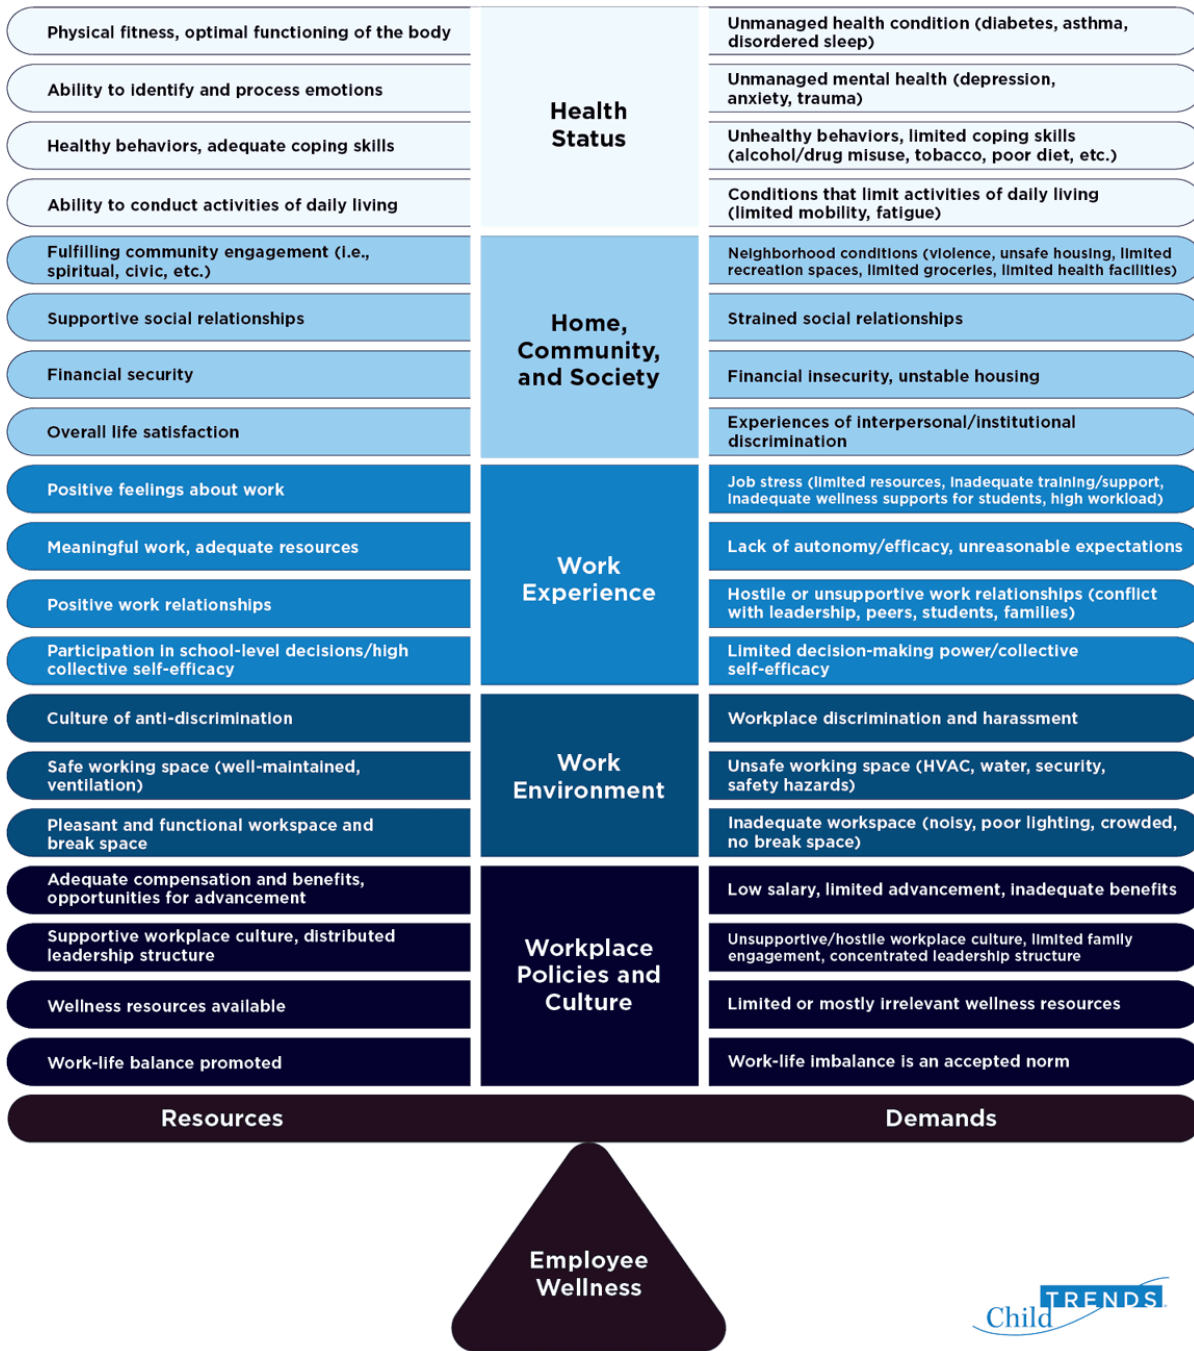 Physical fitness, optimal functioning of the body
Ability to identify and process emotions
Healthy behaviors, adequate coping skills
Ability to conduct activities of daily living
Health
Status
Unmanaged health condition (diabetes, asthma,
disordered sleep)
Unmanaged mental health (depression,
anxiety, trauma)
Unhealthy behaviors, limited coping skills
(alcohol/drug misuse, tobacco, poor diet, etc.)
Conditions that limit activities of daily living
(limited mobility, fatigue)
Fulfilling community engagement (i.e.,
spiritual, civic, etc.)
Supportive social relationships
Financial security
Overall life satisfaction
Home,
Community,
and Society
Neighborhood conditions (violence, unsafe housing, limited
recreation spaces, limited groceries, limited health facilities)
Strained social relationships
Financial insecurity, unstable housing
Experiences of interpersonal/institutional
discrimination
Positive feelings about work
Meaningful work, adequate resources
Positive work relationships
Participation in school-level decisions/high
collective self-efficacy
Work
Experience
Job stress (limited resources, inadequate training/support,
inadequate wellness supports for students, high workload)
Lack of autonomy/efficacy, unreasonable expectations
Hostile or unsupportive work relationships (conflict
with leadership, peers, students, families)
Limited decision-making power/collective
self-efficacy
Culture of anti-discrimination
Safe working space (well-maintained,
ventilation)
Pleasant and functional workspace and
break space
Work
Environment
Workplace discrimination and harassment
Unsafe working space (HVAC, water, security,
safety hazards)
Inadequate workspace (noisy, poor lighting, crowded,
no break space)
Adequate compensation and benefits,
opportunities for advancement
Supportive workplace culture, distributed
leadership structure
Wellness resources available
Work-life balance promoted
Workplace
Policies and
Culture
Low salary, limited advancement, inadequate benefits
Unsupportive/hostile workplace culture, limited family
engagement, concentrated leadership structure
Limited or mostly irrelevant wellness resources
Work-life imbalance is an accepted norm
Resources
Demands
Employee
Wellness
Child TRENDS